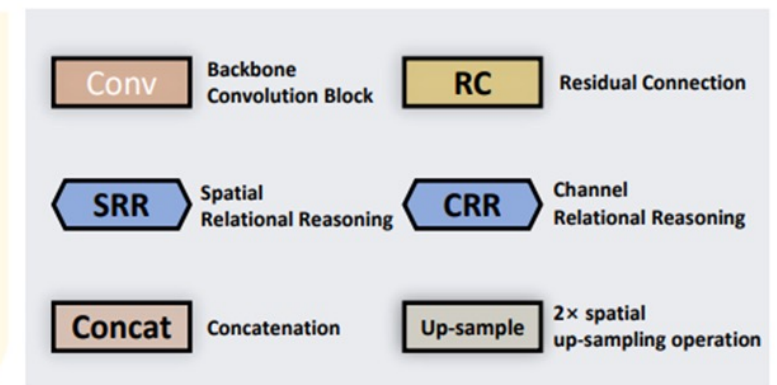 Conv
Backbone
Convolution Block
RC
Residual Connection
SRR
Spatial
Relational Reasoning
CRR
Channel
Relational Reasoning
Concat
Concatenation
Up-sample
2× spatial
up-sampling operation